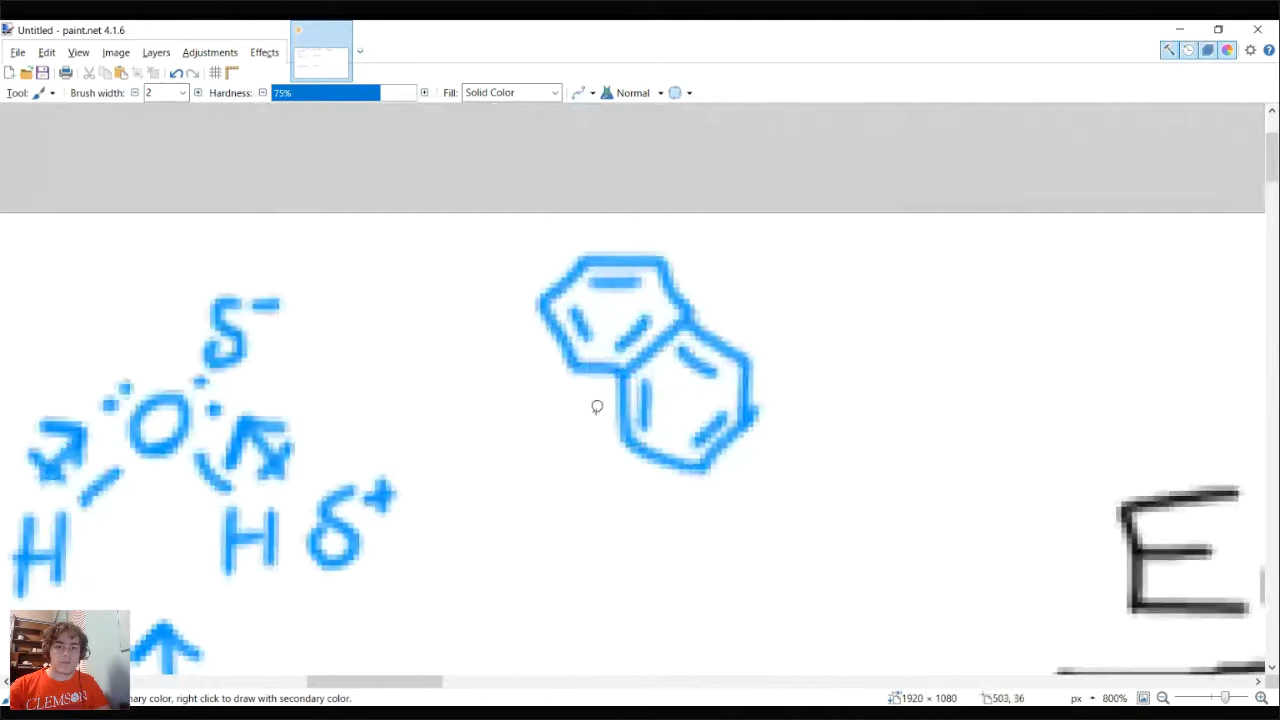 Untitled - paint.net 4.1.6
File Edit View Image Layers Adjustments Effects
Tool: Brush width: 2 Hardness: 75% Fill: Solid Color Normal
δ-
O
H H δ+
E
CLEMSON
color, right click to draw with secondary color. 1920 × 1080 503, 36 px 800%